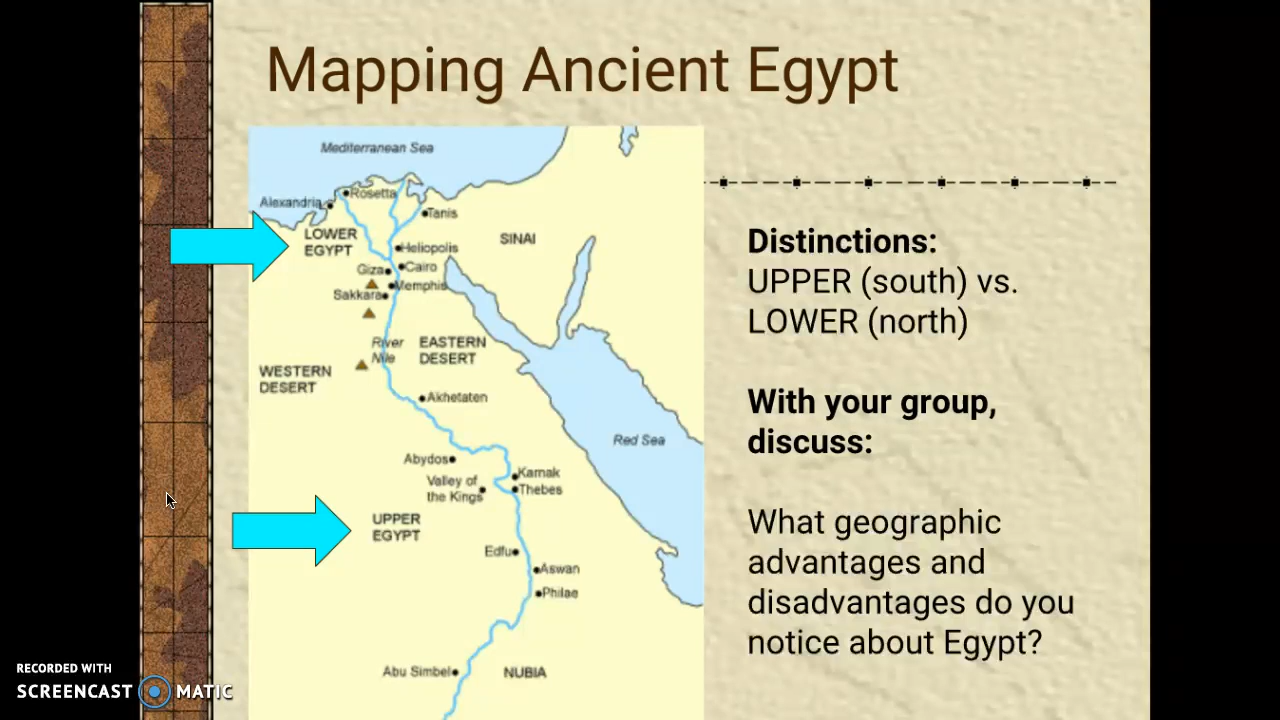 Mapping Ancient Egypt
Mediterranean Sea
Rosetta
Alexandria
Tanis
LOWER
EGYPT
SINAI
Heliopolis
Giza
Cairo
Memphis
Sakkara
River
Nile
EASTERN
DESERT
WESTERN
DESERT
Akhetaten
Red Sea
Abydos
Karnak
Valley of
the Kings
Thebes
UPPER
EGYPT
Edfu
Aswan
Philae
Abu Simbel
NUBIA
Distinctions:
UPPER (south) vs.
LOWER (north)
With your group,
discuss:
What geographic
advantages and
disadvantages do you
notice about Egypt?
RECORDED WITH
SCREENCAST MATIC